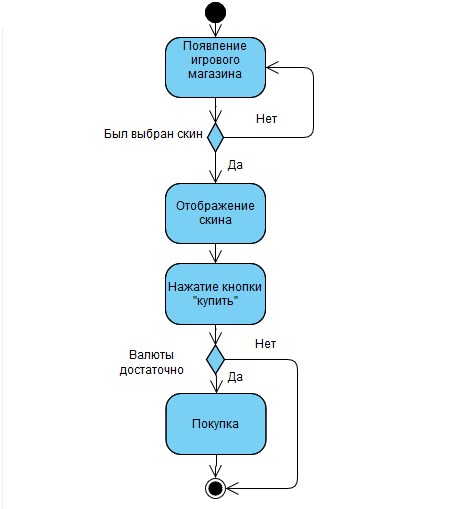 Появление
игрового
магазина
Нет
Был выбран скин
Да
Отображение
скина
Нажатие кнопки
"купить"
Нет
Валюты
достаточно
Да
Покупка